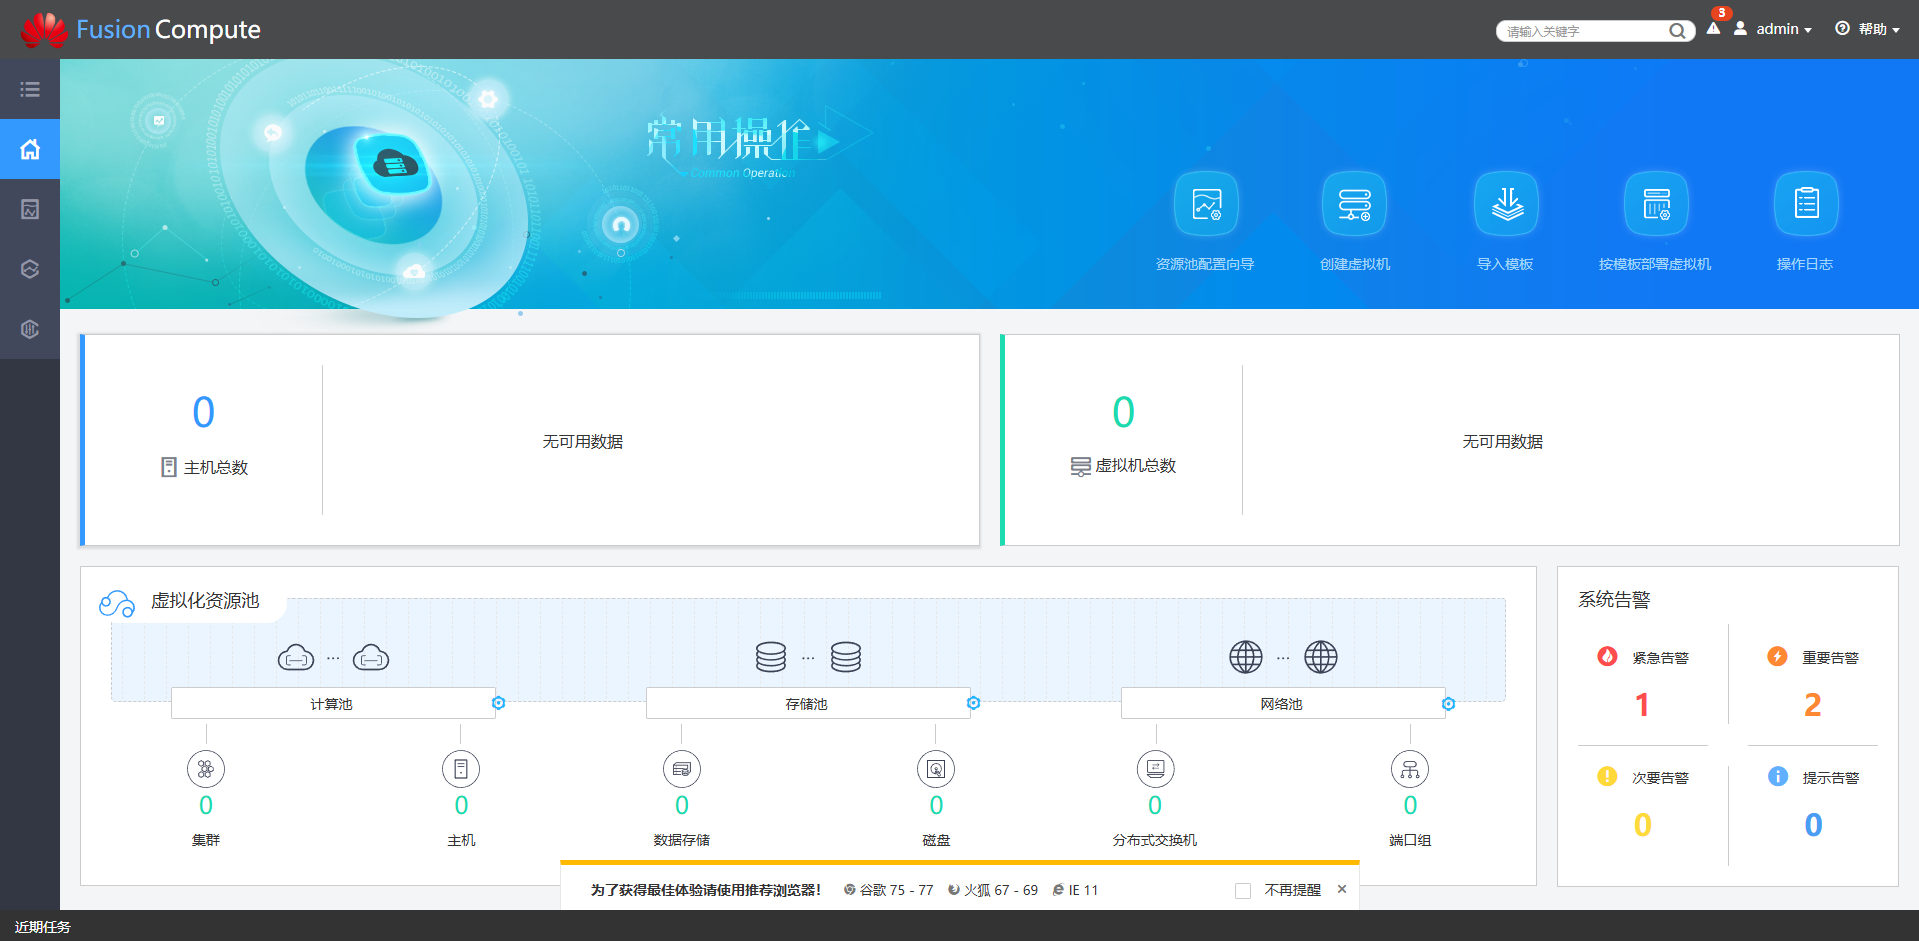 Fusion Compute
请输入关键字
3
admin
帮助
常用操作
Common Operation
资源池配置向导
创建虚拟机
导入模板
按模板部署虚拟机
操作日志
0
主机总数
无可用数据
0
虚拟机总数
无可用数据
虚拟化资源池
计算池
存储池
网络池
0
集群
0
主机
0
数据存储
0
磁盘
0
分布式交换机
0
端口组
系统告警
紧急告警
1
重要告警
2
次要告警
0
提示告警
0
为了获得最佳体验请使用推荐浏览器! 谷歌 75 - 77 火狐 67 - 69 IE 11 不再提醒 ×
近期任务